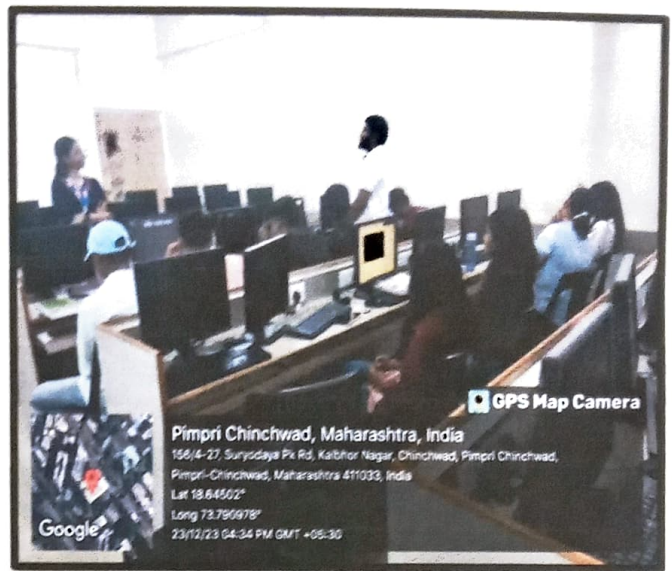 GPS Map Camera
Pimpri Chinchwad, Maharashtra, India
156/4-27, Suryodaya Pk Rd, Kalbhor Nagar, Chinchwad, Pimpri Chinchwad,
Pimpri-Chinchwad, Maharashtra 411033, India
Lat 18.64502°
Long 73.790978°
23/12/23 04:34 PM GMT +05:30
Google